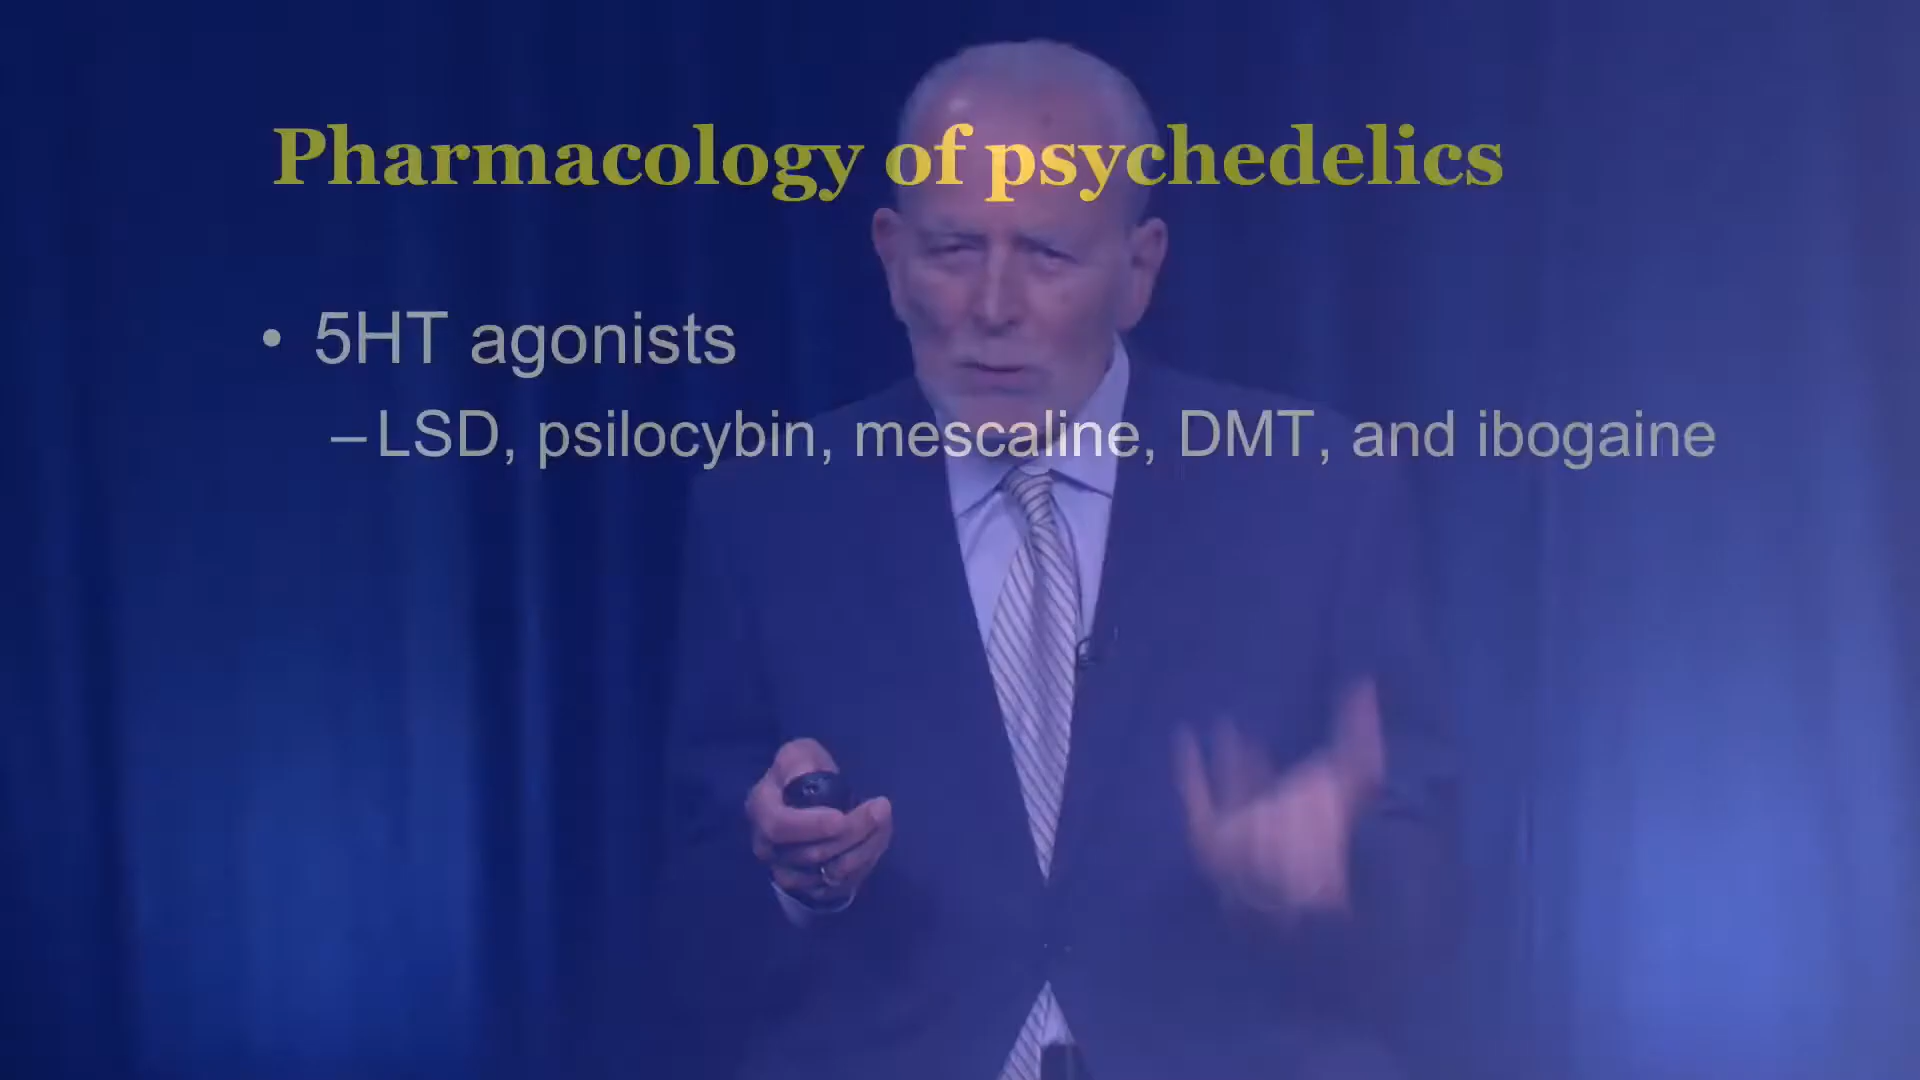 Pharmacology of psychedelics
• 5HT agonists
– LSD, psilocybin, mescaline, DMT, and ibogaine